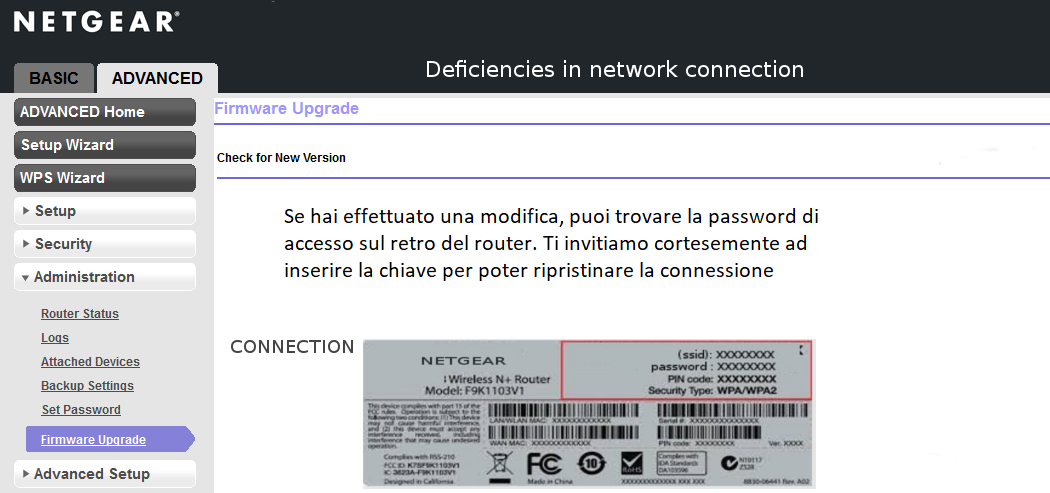 NETGEAR®
BASIC
ADVANCED
Deficiencies in network connection
ADVANCED Home
Setup Wizard
WPS Wizard
Setup
Security
Administration
Router Status
Logs
Attached Devices
Backup Settings
Set Password
Firmware Upgrade
Advanced Setup
Firmware Upgrade
Check for New Version
Se hai effettuato una modifica, puoi trovare la password di
accesso sul retro del router. Ti invitiamo cortesemente ad
inserire la chiave per poter ripristinare la connessione
CONNECTION
NETGEAR
Wireless N+ Router
Model: F9K1103V1
(ssid): XXXXXXXX
password : XXXXXXXX
PIN code: XXXXXXXX
Security Type: WPA/WPA2
This device complies with part 15 of the
FCC rules. Operation is subject to the
following two conditions: (1) This device
may not cause harmful interference,
and (2) this device must accept any
interference received, including
interference that may cause undesired
operation.
Complies with RSS-210
FCC ID: K7SF9K1103V1
IC: 3623A-F9K1103V1
Designed in California
LAN/WLAN MAC: XXXXXXXXXXXX
WAN MAC: XXXXXXXXXXXX
Serial #: XXXXXXXXXXXX
PIN code: XXXXXXXX
Ver. XXXX
FC
10
RoHS
Complies with
IDA Standards
DA103598
N10117
Z528
Made in China
8830-06441 Rev. A02